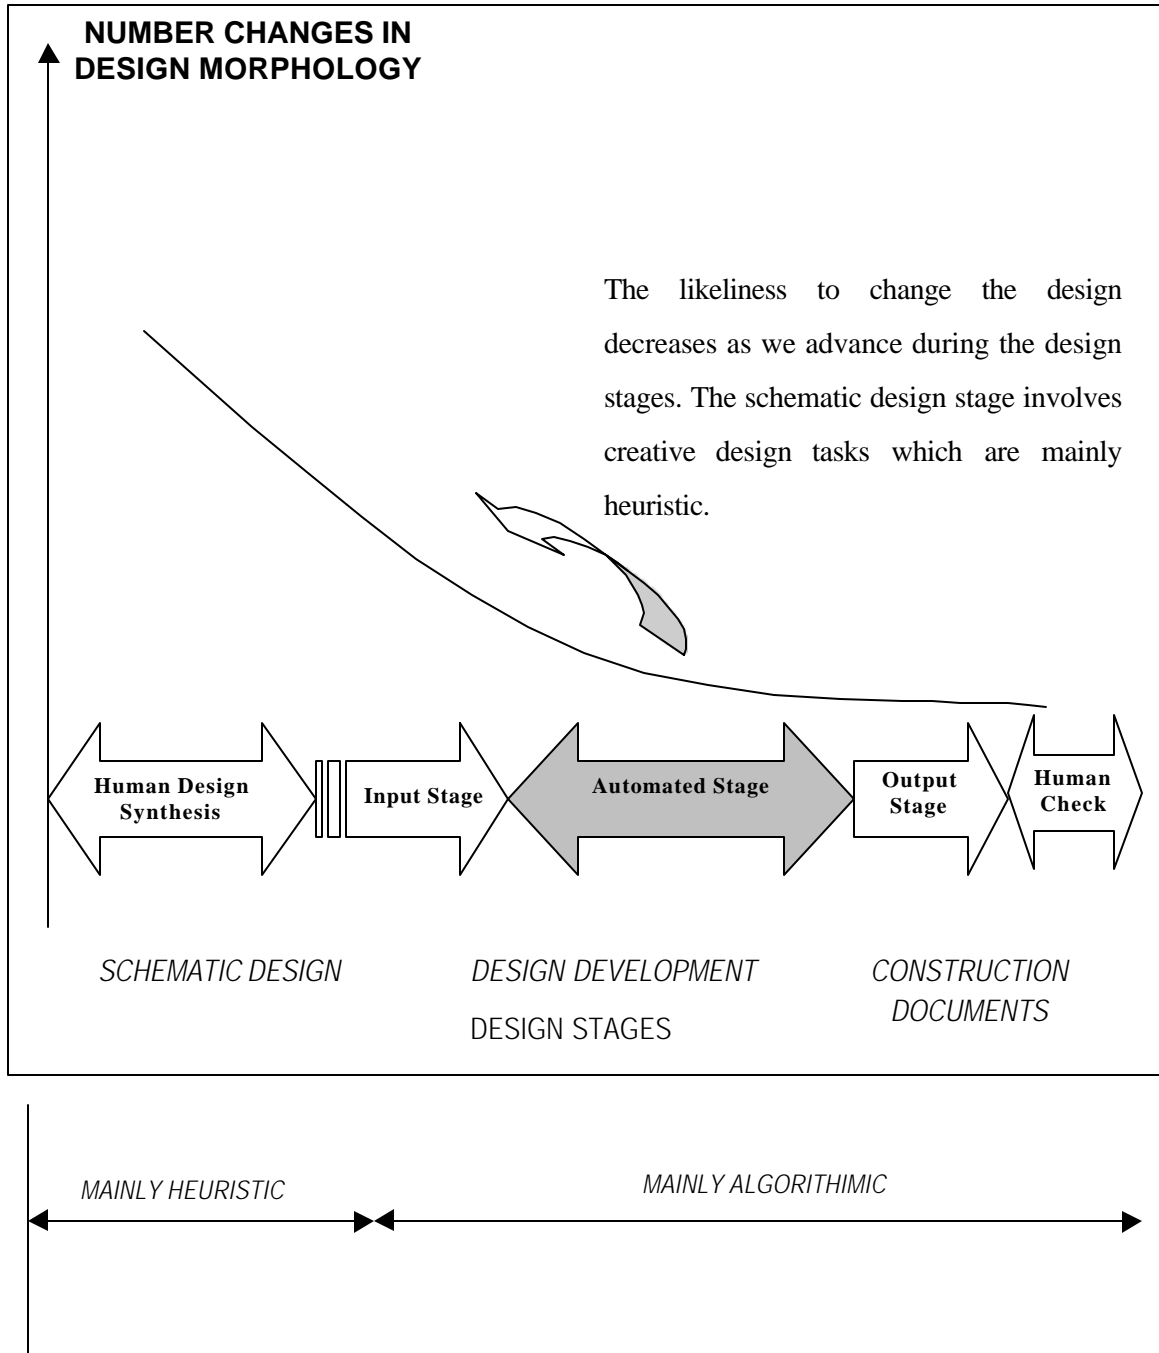 NUMBER CHANGES IN
DESIGN MORPHOLOGY
The likeliness to change the design
decreases as we advance during the design
stages. The schematic design stage involves
creative design tasks which are mainly
heuristic.
Human Design
Synthesis
Input Stage
Automated Stage
Output
Stage
Human
Check
SCHEMATIC DESIGN
DESIGN DEVELOPMENT
CONSTRUCTION
DOCUMENTS
DESIGN STAGES
MAINLY HEURISTIC
MAINLY ALGORITHIMIC